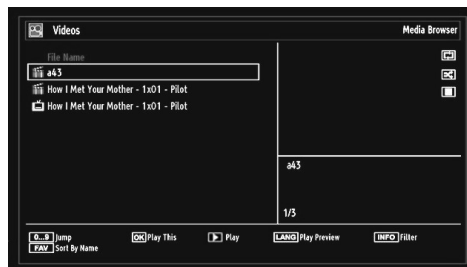 Videos Media Browser
File Name
a43
How I Met Your Mother - 1x01 - Pilot
How I Met Your Mother - 1x01 - Pilot
a43
1/3
0...9 Jump OK Play This Play LANG Play Preview INFO Filter
FAV Sort By Name